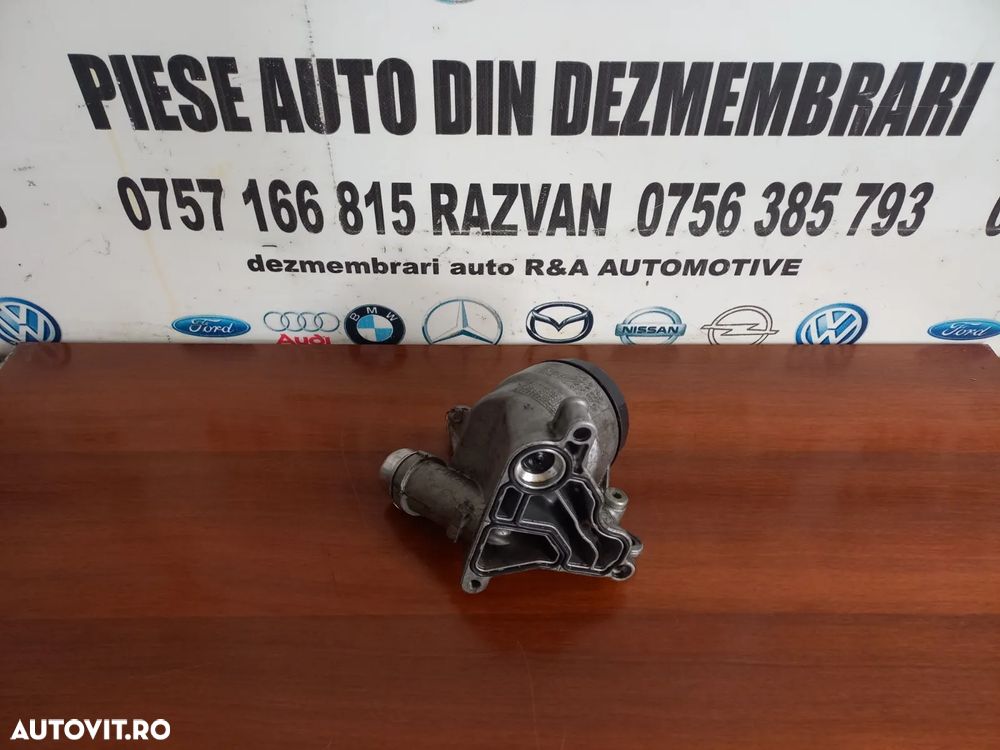 PIESE AUTO DIN DEZMEMBRARI
0757 166 815 RAZVAN 0756 385 793
dezmembrari auto R&A AUTOMOTIVE
Ford Audi BMW NISSAN Ford
AUTOVIT.RO